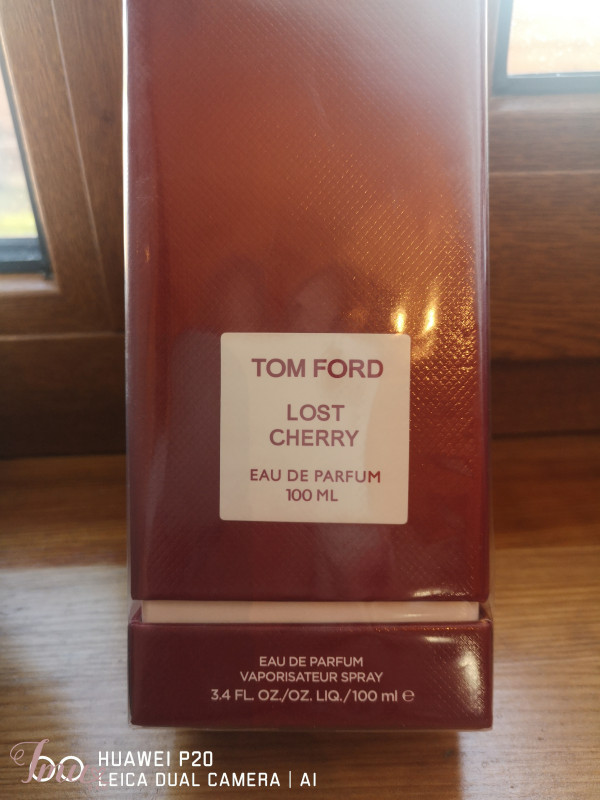 TOM FORD
LOST
CHERRY
EAU DE PARFUM
100 ML
EAU DE PARFUM
VAPORISATEUR SPRAY
3.4 FL. OZ./OZ. LIQ./100 ml ℮
HUAWEI P20
LEICA DUAL CAMERA | AI